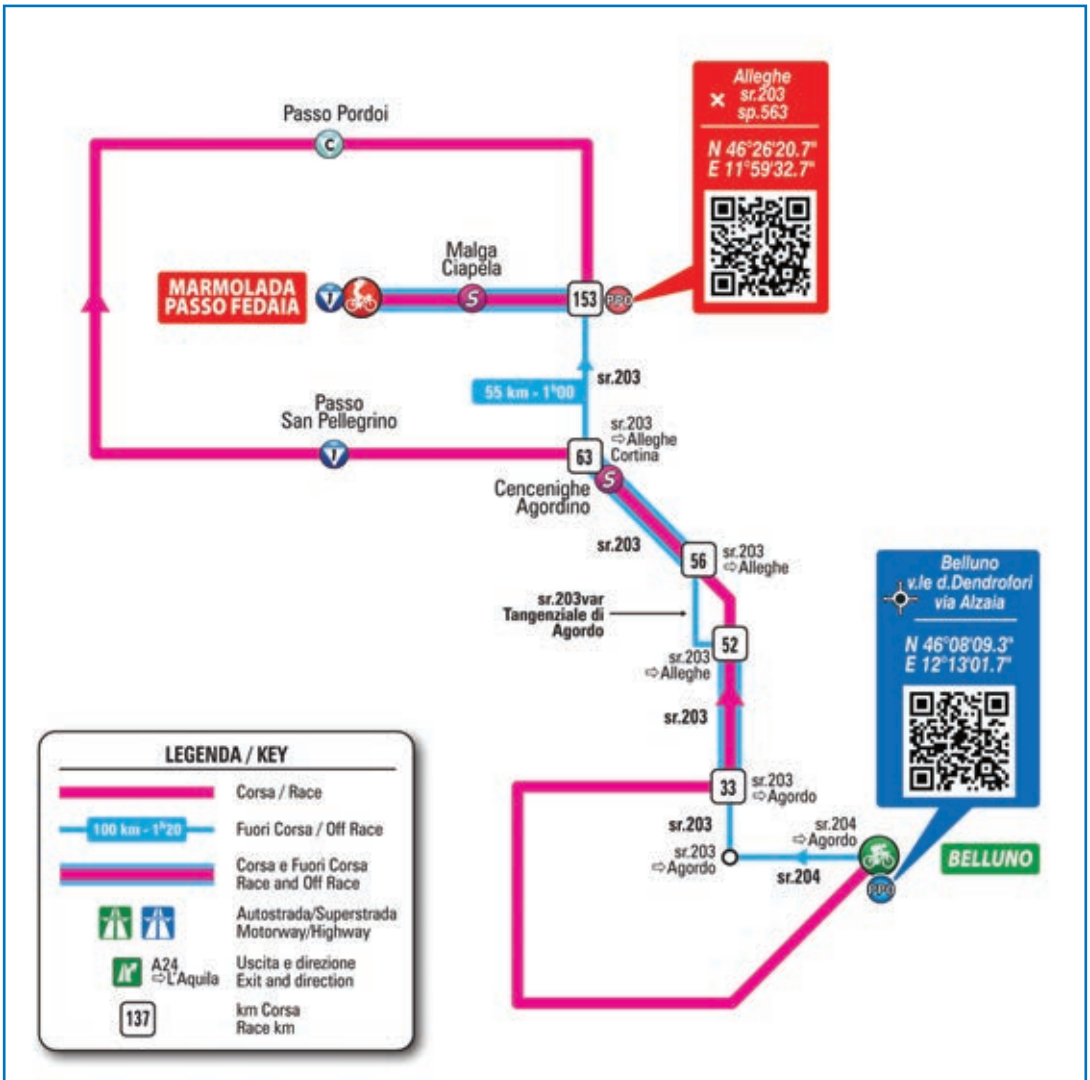 Alleghe
sr.203
sp.563
N 46°26'20.7"
E 11°59'32.7"
Passo Pordoi
C
Malga
Ciapela
MARMOLADA
PASSO FEDAIA
S
153
PPO
sr.203
55 km - 1ʰ00
Passo
San Pellegrino
sr.203
⇨Alleghe
Cortina
63
S
Cencenighe
Agordino
sr.203
56
sr.203
⇨Alleghe
sr.203var
Tangenziale di
Agordo
52
sr.203
⇨Alleghe
sr.203
33
sr.203
⇨Agordo
sr.203
sr.203
⇨Agordo
sr.204
⇨Agordo
sr.204
BELLUNO
PPO
Belluno
v.le d.Dendrofori
via Alzaia
N 46°08'09.3"
E 12°13'01.7"
LEGENDA / KEY
Corsa / Race
100 km - 1ʰ20
Fuori Corsa / Off Race
Corsa e Fuori Corsa
Race and Off Race
Autostrada/Superstrada
Motorway/Highway
A24
⇨L'Aquila
Uscita e direzione
Exit and direction
137
km Corsa
Race km